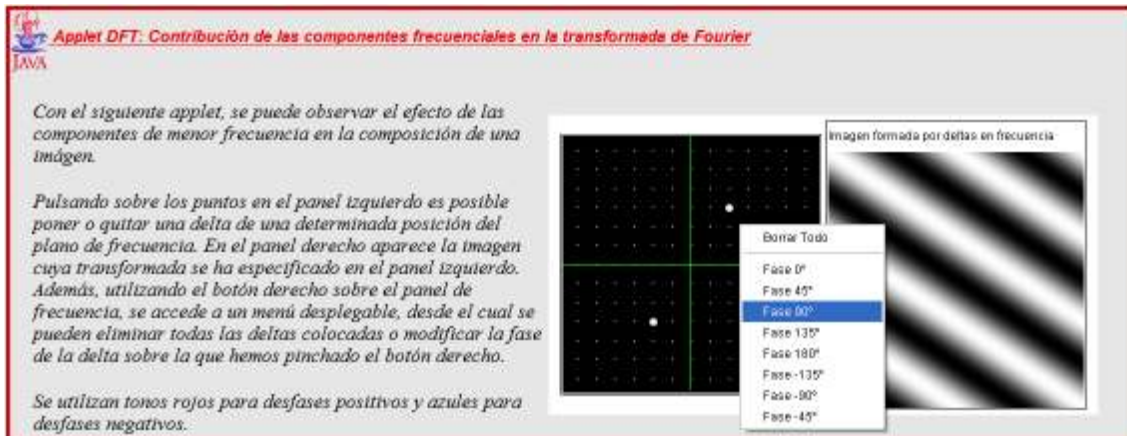 Applet DFT: Contribución de las componentes frecuenciales en la transformada de Fourier
JAVA
Con el siguiente applet, se puede observar el efecto de las
componentes de menor frecuencia en la composición de una
imágen.
Pulsando sobre los puntos en el panel izquierdo es posible
poner o quitar una delta de una determinada posición del
plano de frecuencia. En el panel derecho aparece la imagen
cuya transformada se ha especificado en el panel izquierdo.
Además, utilizando el botón derecho sobre el panel de
frecuencia, se accede a un menú desplegable, desde el cual se
pueden eliminar todas las deltas colocadas o modificar la fase
de la delta sobre la que hemos pinchado el botón derecho.
Se utilizan tonos rojos para desfases positivos y azules para
desfases negativos.
Imagen formada por deltas en frecuencia
Borrar Todo
Fase 0º
Fase 45º
Fase 90º
Fase 135º
Fase 180º
Fase -135º
Fase -90º
Fase -45º